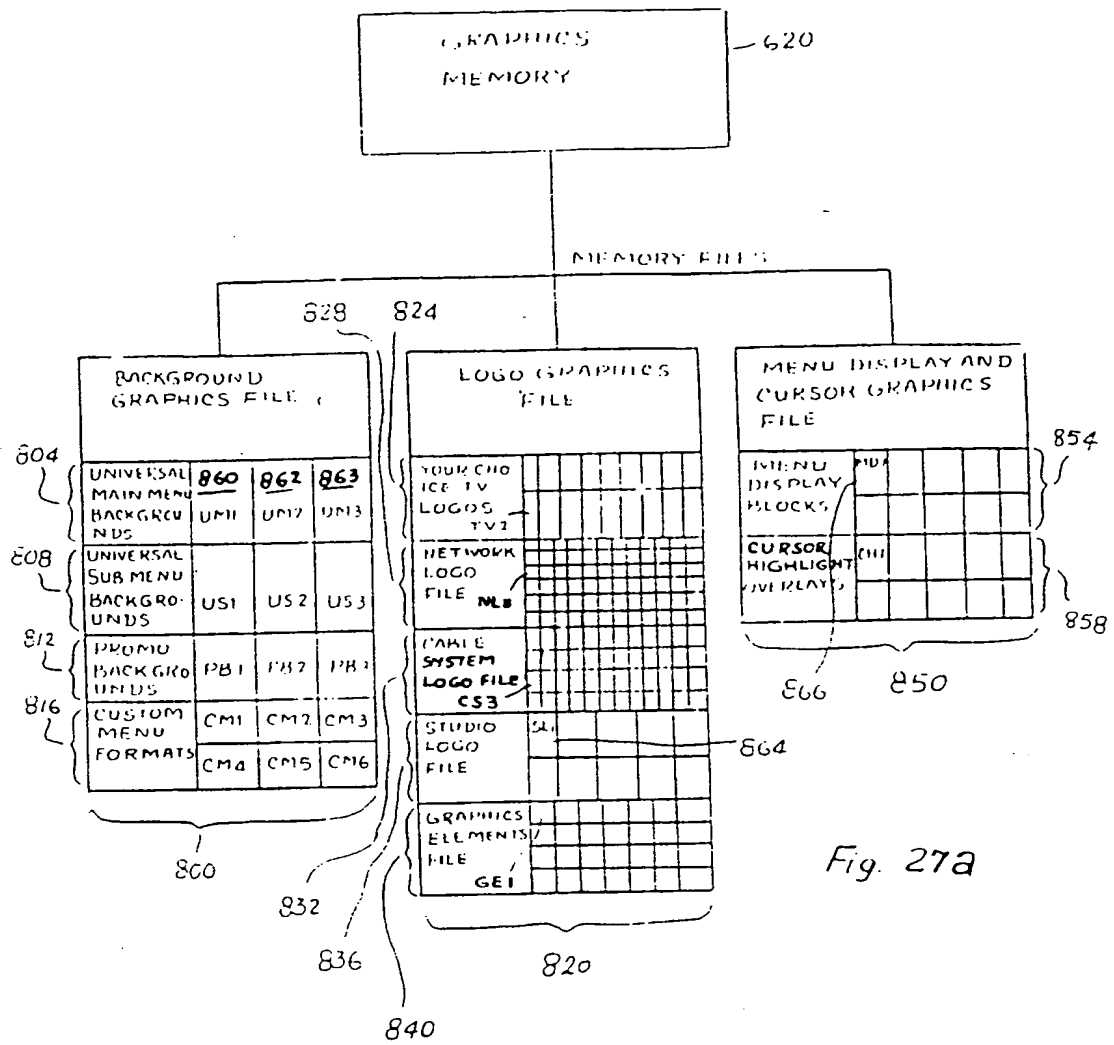 GRAPHICS
MEMORY
620
MEMORY FILES
828
824
BACKGROUND
GRAPHICS FILE
804
UNIVERSAL
MAIN MENU
BACKGROU
NDS
860 862 863
UM1 UM2 UM3
808
UNIVERSAL
SUB MENU
BACKGRO-
UNDS
US1 US2 US3
812
PROMO
BACKGRO
UNDS
PB1 PB2 PB3
816
CUSTOM
MENU
FORMATS
CM1 CM2 CM3
CM4 CM5 CM6
800
LOGO GRAPHICS
FILE
YOUR CHO
ICE TV
LOGOS
TV2
NETWORK
LOGO
FILE
CABLE
SYSTEM
LOGO FILE
CS3
STUDIO
LOGO
FILE
864
GRAPHICS
ELEMENTS
FILE
GE1
832
836
840
820
MENU DISPLAY AND
CURSOR GRAPHICS
FILE
MENU
DISPLAY
BLOCKS
854
CURSOR
HIGHLIGHT
OVERLAYS
CH1
858
866
850
Fig. 27a